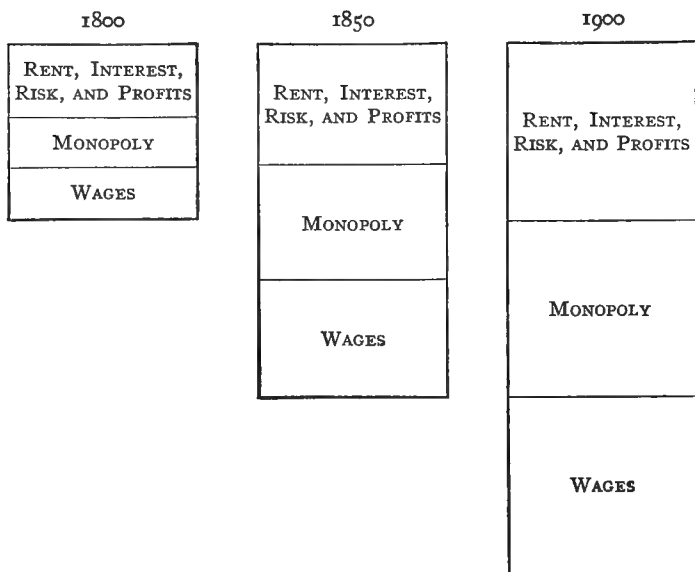 1800
RENT, INTEREST,
RISK, AND PROFITS
MONOPOLY
WAGES
1850
RENT, INTEREST,
RISK, AND PROFITS
MONOPOLY
WAGES
1900
RENT, INTEREST,
RISK, AND PROFITS
MONOPOLY
WAGES